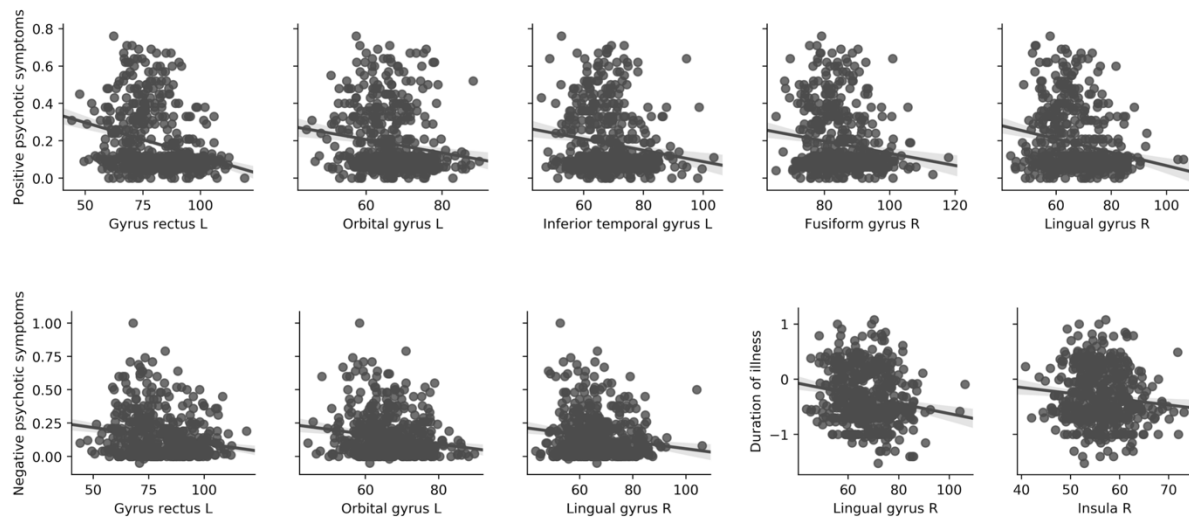 Positive psychotic symptoms
0.8
0.6
0.4
0.2
0.0
50 75 100
Gyrus rectus L
60 80
Orbital gyrus L
60 80 100
Inferior temporal gyrus L
80 100 120
Fusiform gyrus R
60 80 100
Lingual gyrus R
Negative psychotic symptoms
1.00
0.75
0.50
0.25
0.00
50 75 100
Gyrus rectus L
60 80
Orbital gyrus L
60 80 100
Lingual gyrus R
Duration of illness
1
0
−1
60 80 100
Lingual gyrus R
40 50 60 70
Insula R